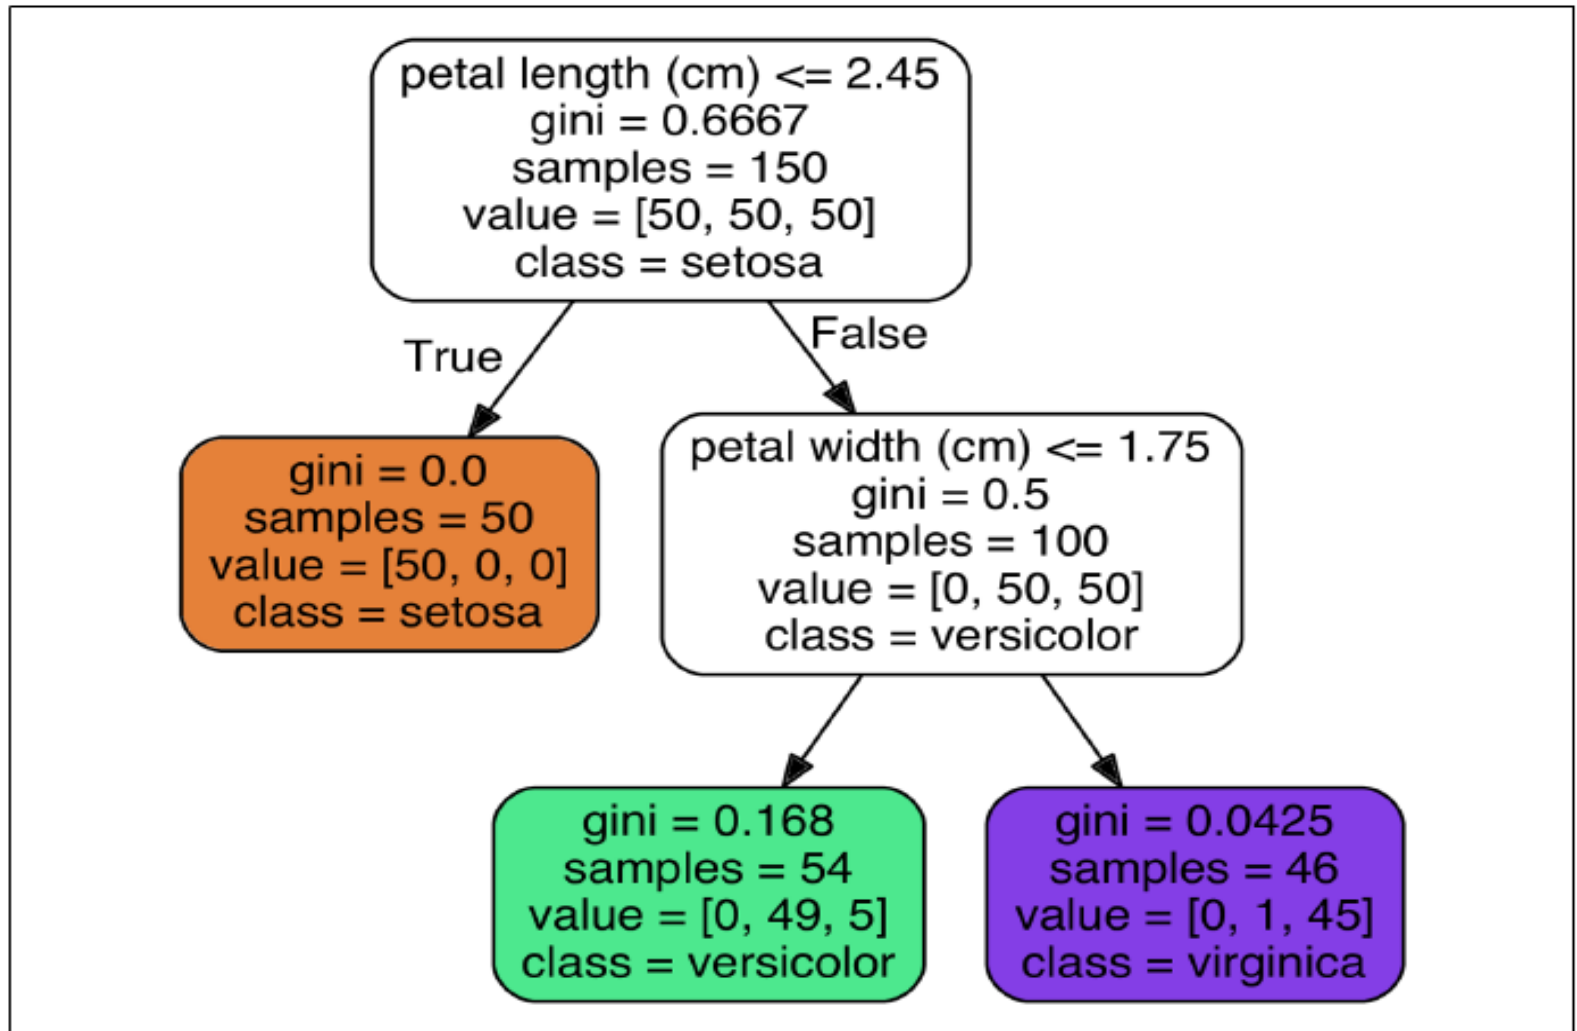 petal length (cm) <= 2.45
gini = 0.6667
samples = 150
value = [50, 50, 50]
class = setosa
True
False
gini = 0.0
samples = 50
value = [50, 0, 0]
class = setosa
petal width (cm) <= 1.75
gini = 0.5
samples = 100
value = [0, 50, 50]
class = versicolor
gini = 0.168
samples = 54
value = [0, 49, 5]
class = versicolor
gini = 0.0425
samples = 46
value = [0, 1, 45]
class = virginica